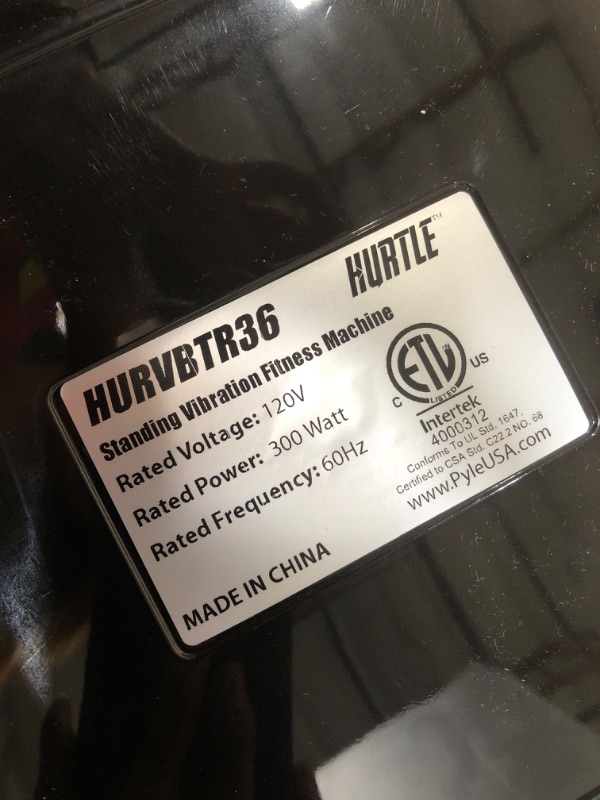 HURTLE™
HURVBTR36
Standing Vibration Fitness Machine
Rated Voltage: 120V
Rated Power: 300 Watt
Rated Frequency: 60Hz
MADE IN CHINA
ETL
LISTED
C US
Intertek
4000312
Conforms To UL Std. 1647,
Certified to CSA Std. C22.2 NO. 68
www.PyleUSA.com